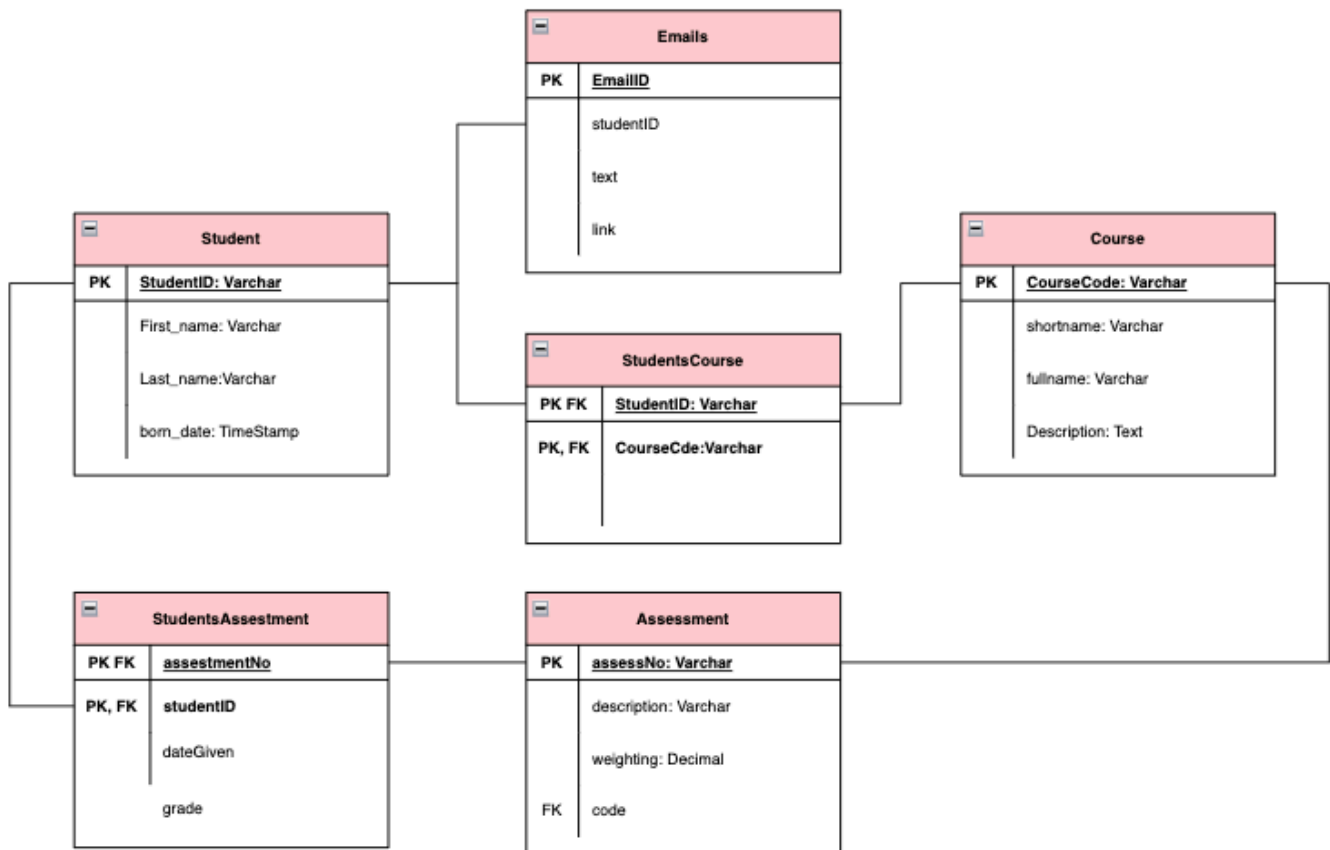 Emails
PK EmailID
studentID
text
link
Student
PK StudentID: Varchar
First_name: Varchar
Last_name:Varchar
born_date: TimeStamp
Course
PK CourseCode: Varchar
shortname: Varchar
fullname: Varchar
Description: Text
StudentsCourse
PK FK StudentID: Varchar
PK, FK CourseCde:Varchar
StudentsAssestment
PK FK assestmentNo
PK, FK studentID
dateGiven
grade
Assessment
PK assessNo: Varchar
description: Varchar
weighting: Decimal
FK code